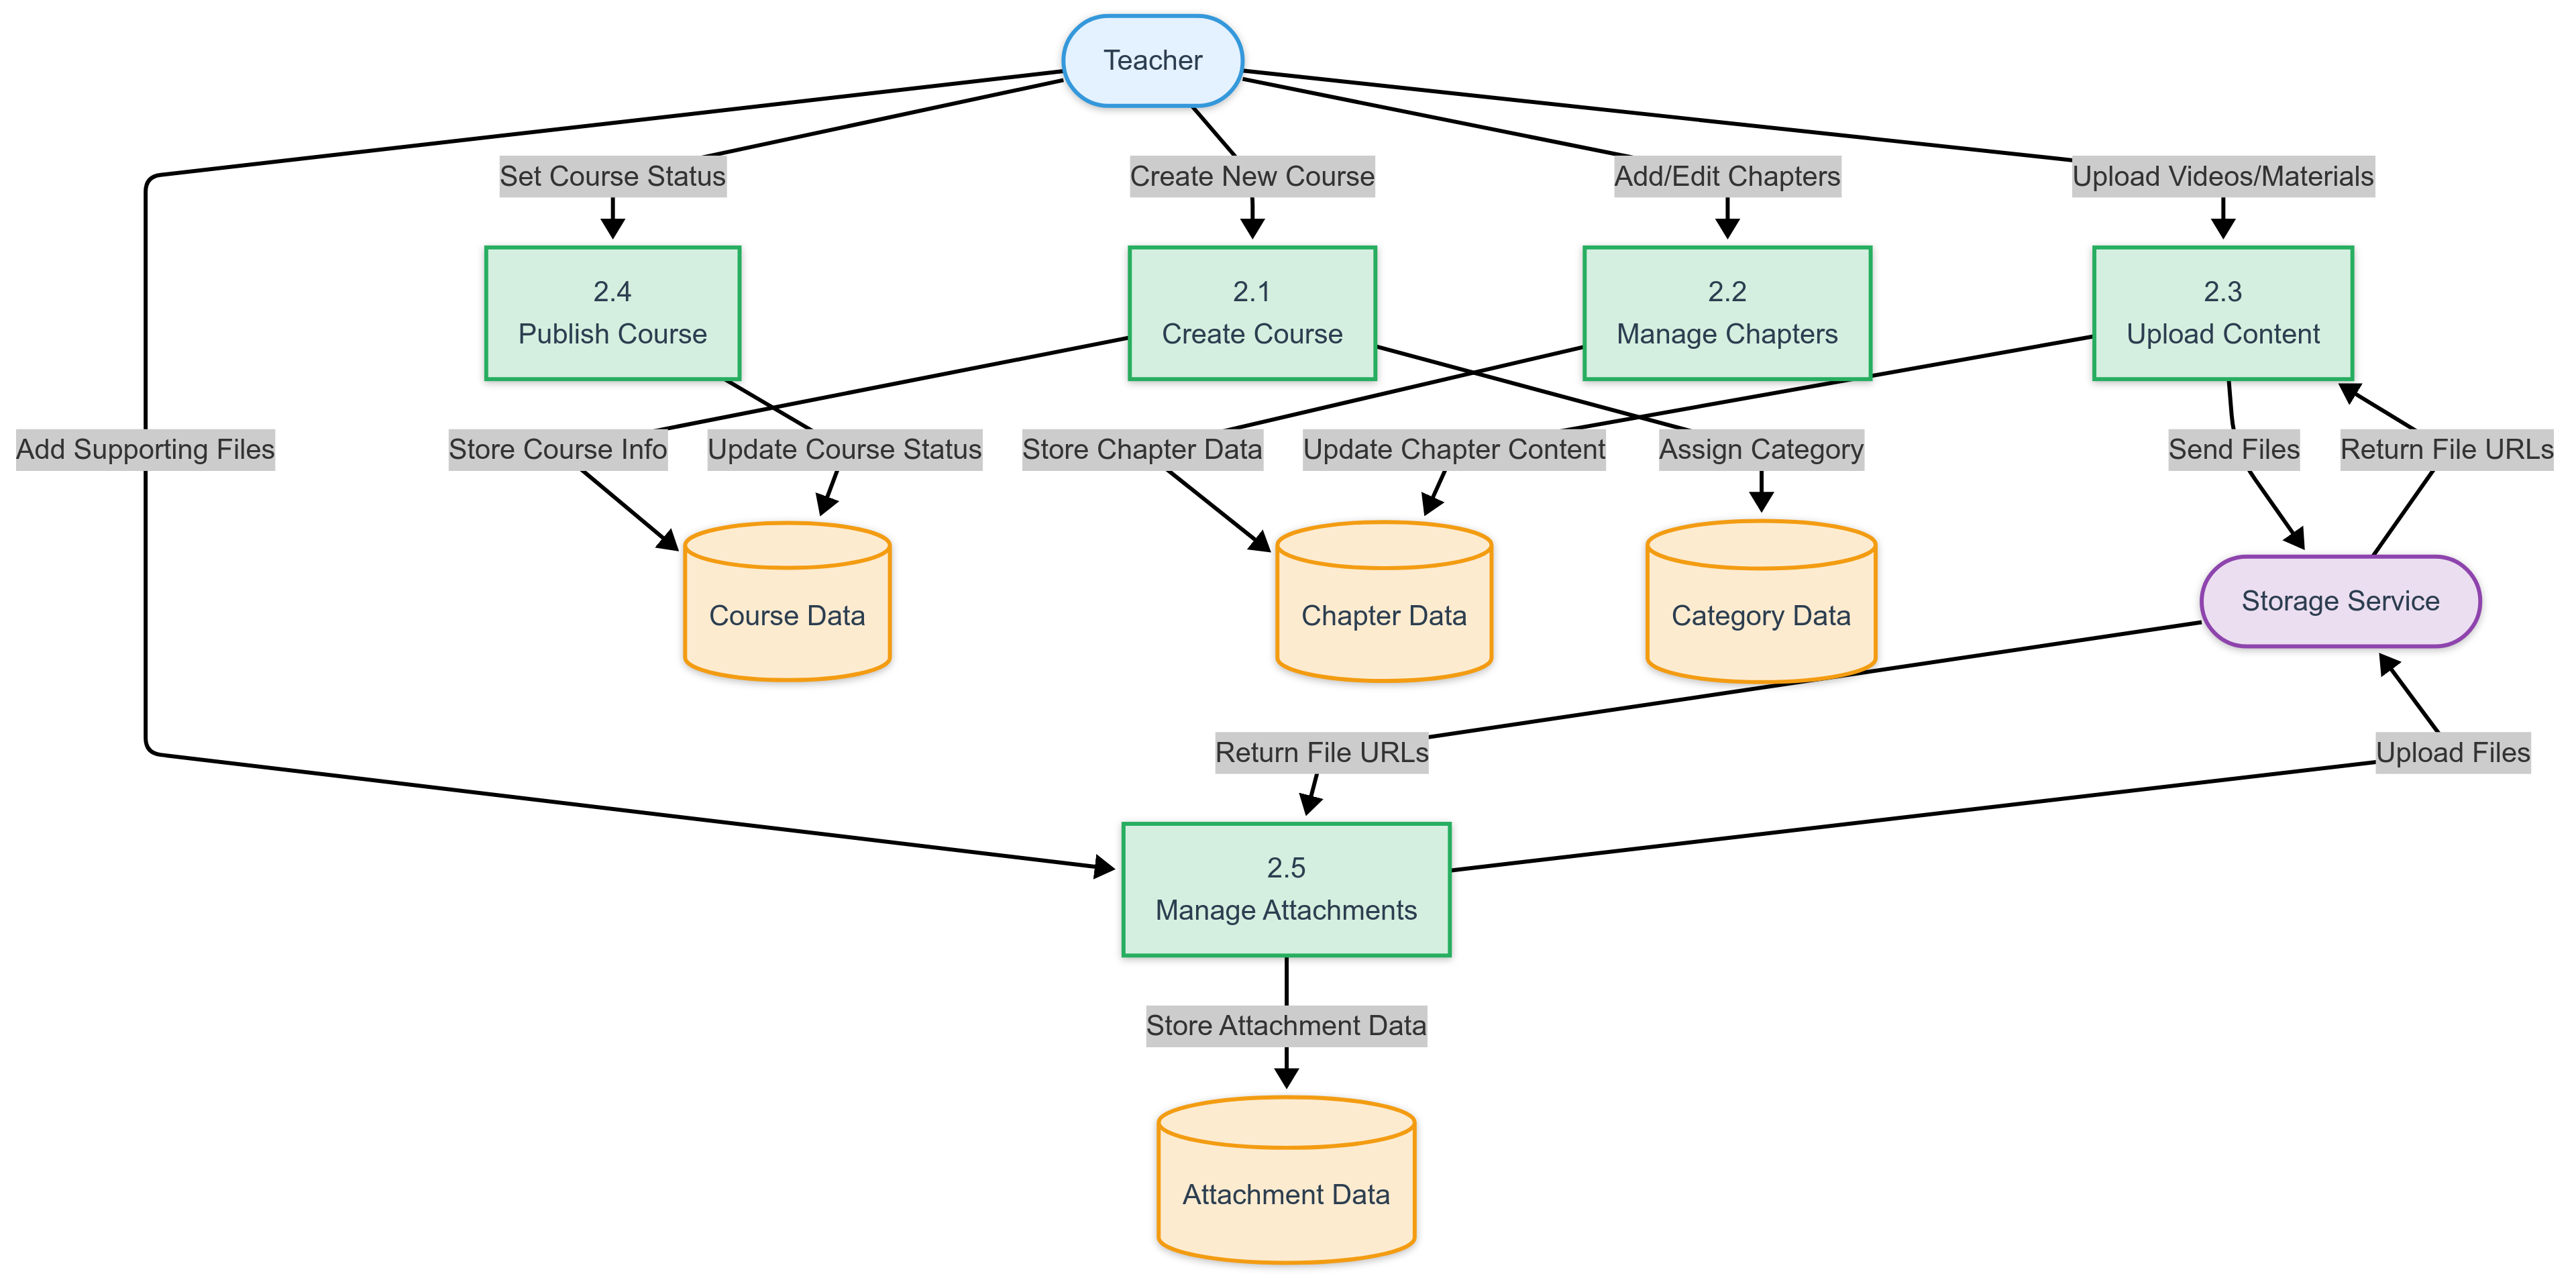 Teacher
Set Course Status
Create New Course
Add/Edit Chapters
Upload Videos/Materials
2.4
Publish Course
2.1
Create Course
2.2
Manage Chapters
2.3
Upload Content
Add Supporting Files
Store Course Info
Update Course Status
Store Chapter Data
Update Chapter Content
Assign Category
Send Files
Return File URLs
Course Data
Chapter Data
Category Data
Storage Service
Return File URLs
Upload Files
2.5
Manage Attachments
Store Attachment Data
Attachment Data